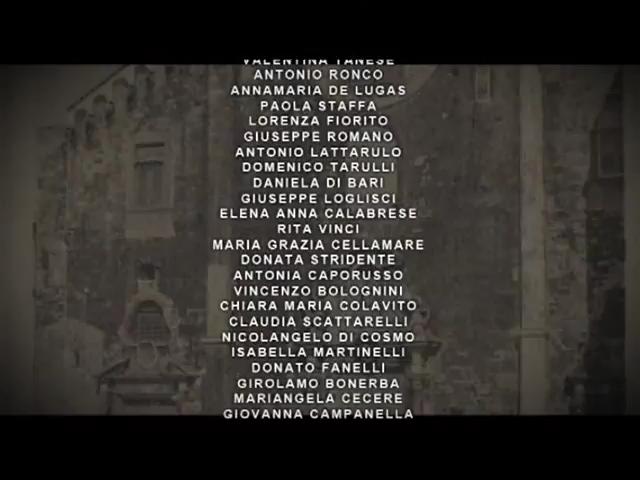 VALENTINA TANESE
ANTONIO RONCO
ANNAMARIA DE LUGAS
PAOLA STAFFA
LORENZA FIORITO
GIUSEPPE ROMANO
ANTONIO LATTARULO
DOMENICO TARULLI
DANIELA DI BARI
GIUSEPPE LOGLISCI
ELENA ANNA CALABRESE
RITA VINCI
MARIA GRAZIA CELLAMARE
DONATA STRIDENTE
ANTONIA CAPORUSSO
VINCENZO BOLOGNINI
CHIARA MARIA COLAVITO
CLAUDIA SCATTARELLI
NICOLANGELO DI COSMO
ISABELLA MARTINELLI
DONATO FANELLI
GIROLAMO BONERBA
MARIANGELA CECERE
GIOVANNA CAMPANELLA